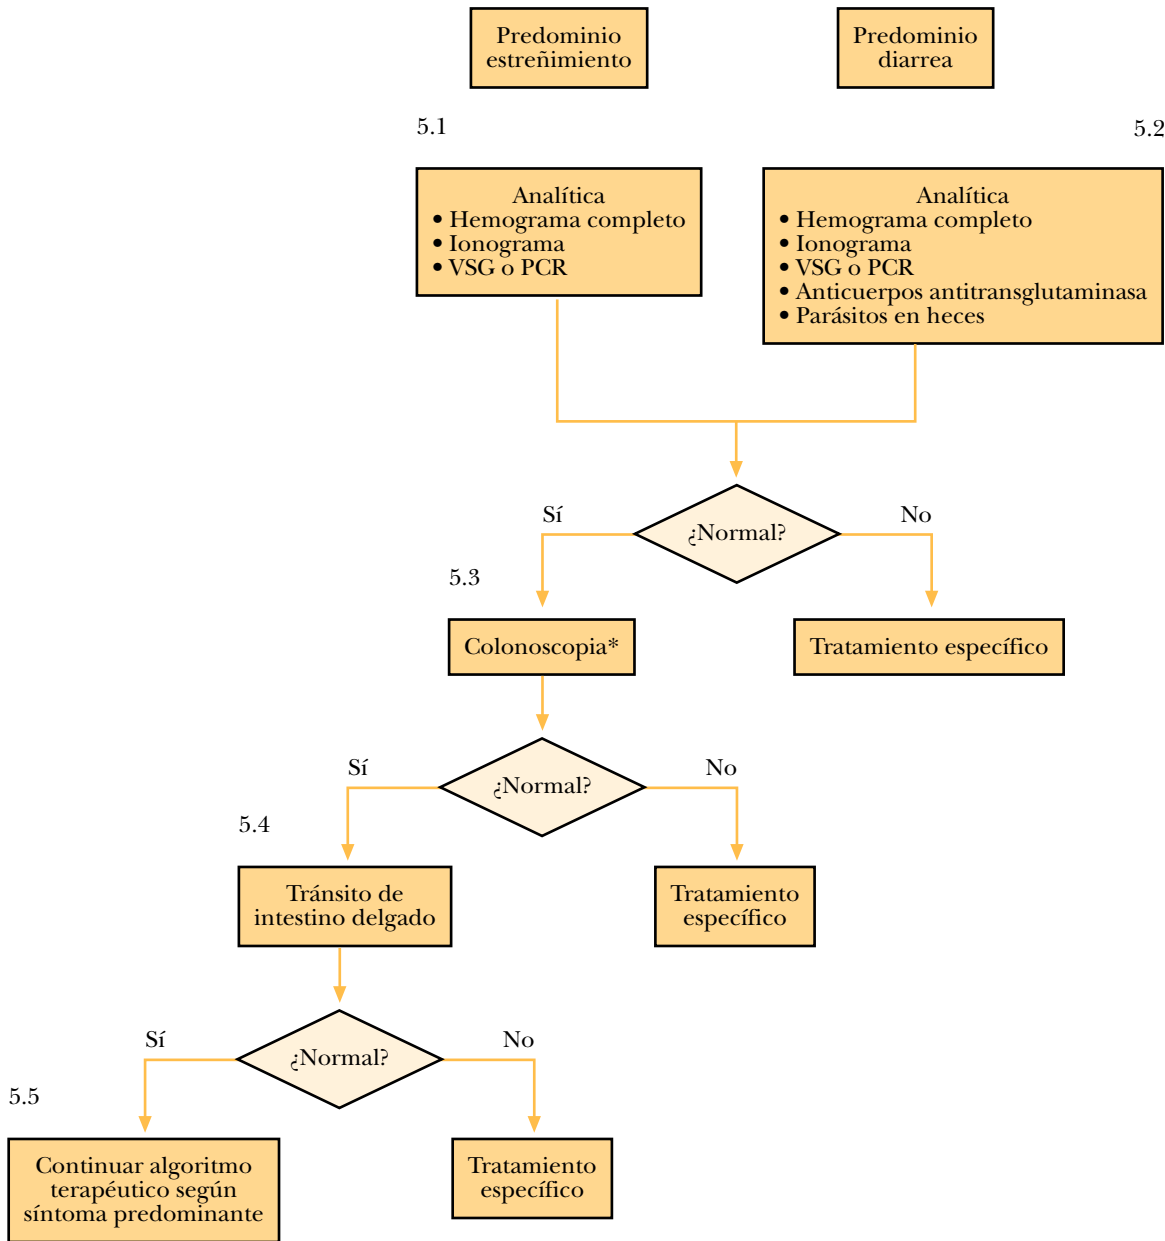 Predominio
estreñimiento
Predominio
diarrea
5.1
5.2
Analítica
• Hemograma completo
• Ionograma
• VSG o PCR
Analítica
• Hemograma completo
• Ionograma
• VSG o PCR
• Anticuerpos antitransglutaminasa
• Parásitos en heces
Sí
¿Normal?
No
5.3
Colonoscopia*
Tratamiento específico
Sí
¿Normal?
No
5.4
Tránsito de
intestino delgado
Tratamiento
específico
Sí
¿Normal?
No
5.5
Continuar algoritmo
terapéutico según
síntoma predominante
Tratamiento
específico